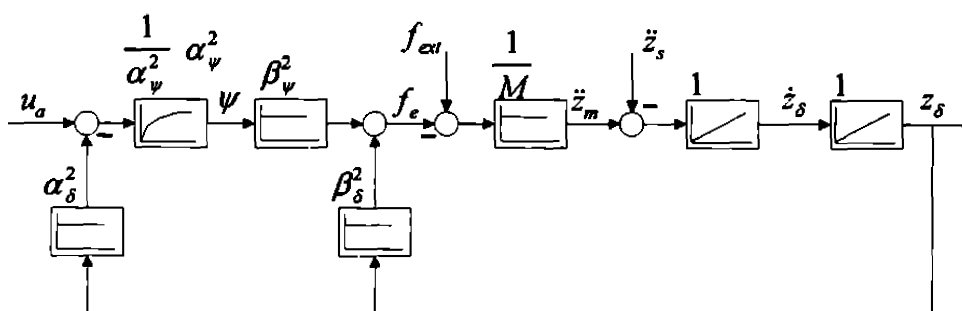 1/α_ψ^2 α_ψ^2
f_ext
1/M
z̈_s
u_a
ψ
β_ψ^2
f_e
z̈_m
1
ż_δ
1
z_δ
α_δ^2
β_δ^2